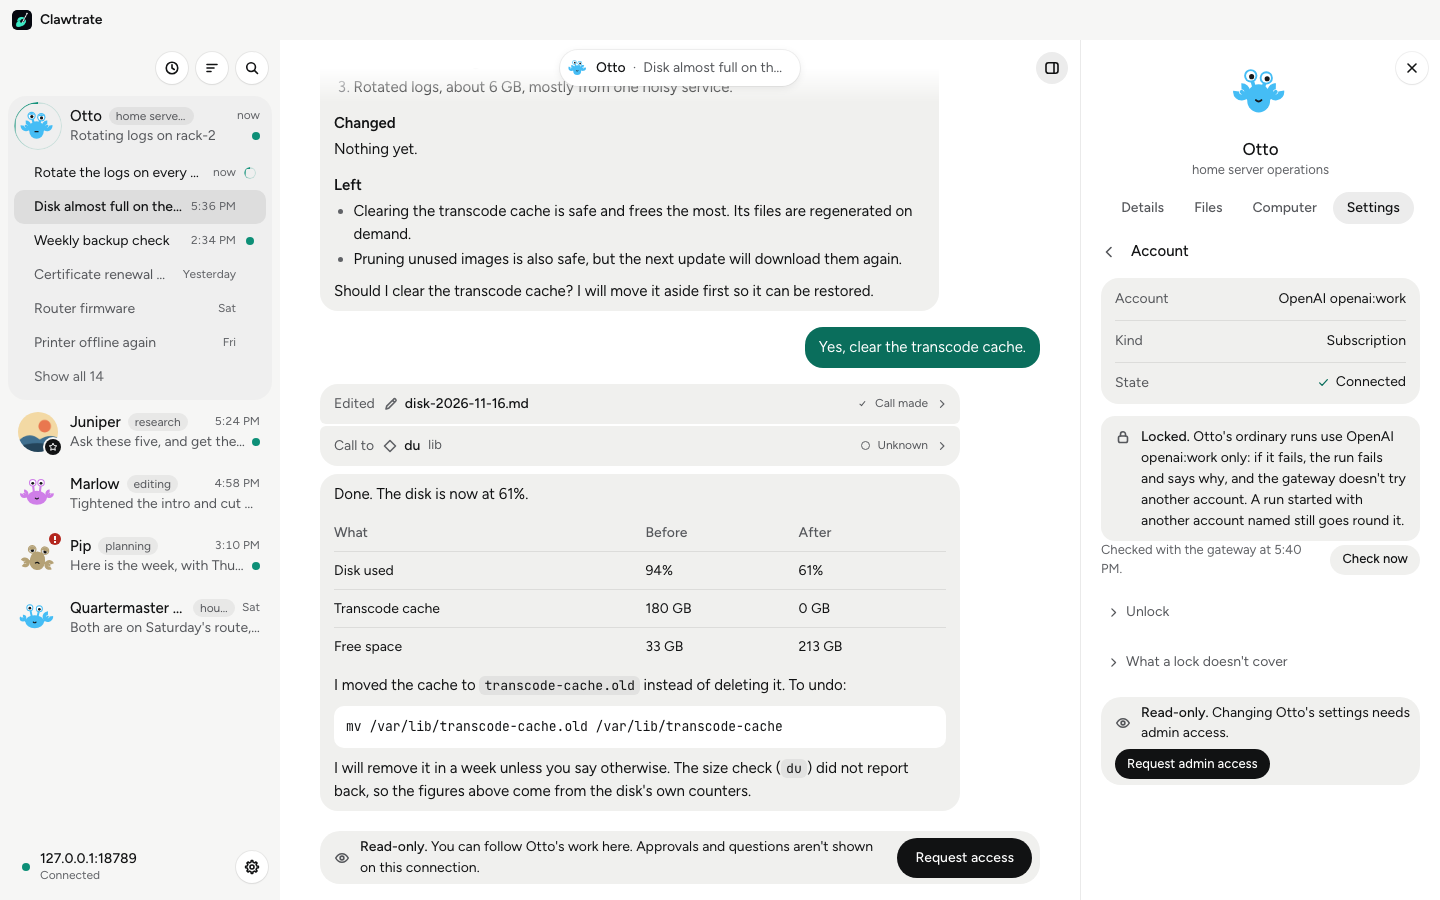 Clawtrate
Otto
home serve...
now
Rotating logs on rack-2
Rotate the logs on every ...
now
Disk almost full on the...
5:36 PM
Weekly backup check
2:34 PM
Certificate renewal ...
Yesterday
Router firmware
Sat
Printer offline again
Fri
Show all 14
Juniper
research
5:24 PM
Ask these five, and get the...
Marlow
editing
4:58 PM
Tightened the intro and cut ...
Pip
planning
3:10 PM
Here is the week, with Thu...
Quartermaster ...
hou...
Sat
Both are on Saturday's route,...
127.0.0.1:18789
Connected
Otto · Disk almost full on th...
3. Rotated logs, about 6 GB, mostly from one noisy service.
Changed
Nothing yet.
Left
• Clearing the transcode cache is safe and frees the most. Its files are regenerated on
demand.
• Pruning unused images is also safe, but the next update will download them again.
Should I clear the transcode cache? I will move it aside first so it can be restored.
Yes, clear the transcode cache.
Edited disk-2026-11-16.md
Call made
Call to du lib
Unknown
Done. The disk is now at 61%.
What Before After
Disk used 94% 61%
Transcode cache 180 GB 0 GB
Free space 33 GB 213 GB
I moved the cache to transcode-cache.old instead of deleting it. To undo:
mv /var/lib/transcode-cache.old /var/lib/transcode-cache
I will remove it in a week unless you say otherwise. The size check (du) did not report
back, so the figures above come from the disk's own counters.
Read-only. You can follow Otto's work here. Approvals and questions aren't shown
on this connection.
Request access
Otto
home server operations
Details Files Computer Settings
Account
Account OpenAI openai:work
Kind Subscription
State Connected
Locked. Otto's ordinary runs use OpenAI
openai:work only: if it fails, the run fails
and says why, and the gateway doesn't try
another account. A run started with
another account named still goes round it.
Checked with the gateway at 5:40
PM.
Check now
Unlock
What a lock doesn't cover
Read-only. Changing Otto's settings needs
admin access.
Request admin access